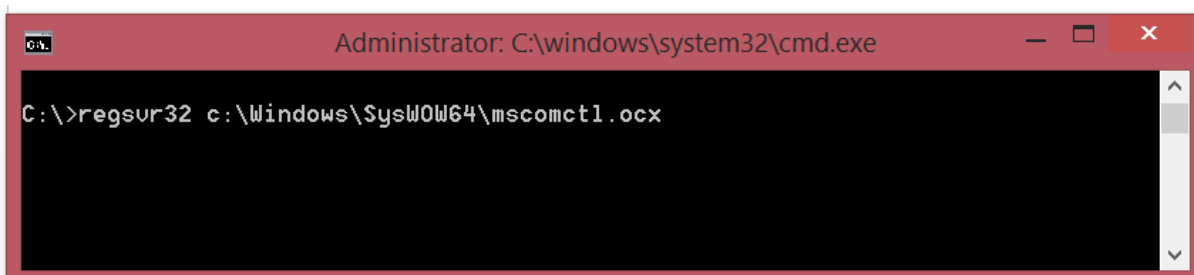 Administrator: C:\windows\system32\cmd.exe
C:\>regsvr32 c:\Windows\SysWOW64\mscomctl.ocx